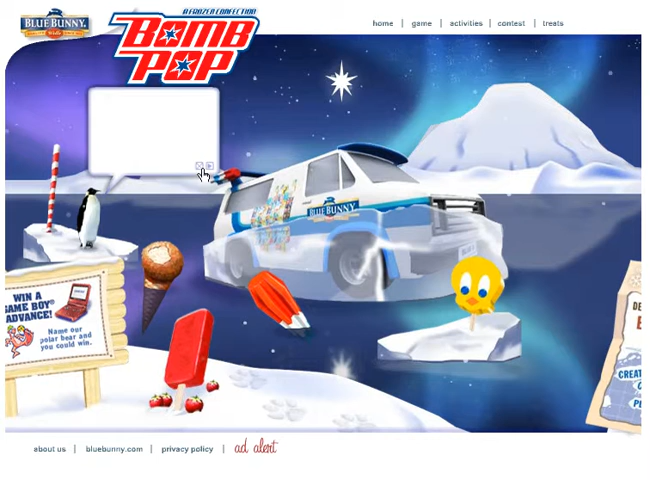 BLUE BUNNY.
A FROZEN CONFECTION
BOMB
POP
home | game | activities | contest | treats
BLUE BUNNY
WIN A
GAME BOY®
ADVANCE!
Name our
polar bear and
you could win.
about us | bluebunny.com | privacy policy | ad alert